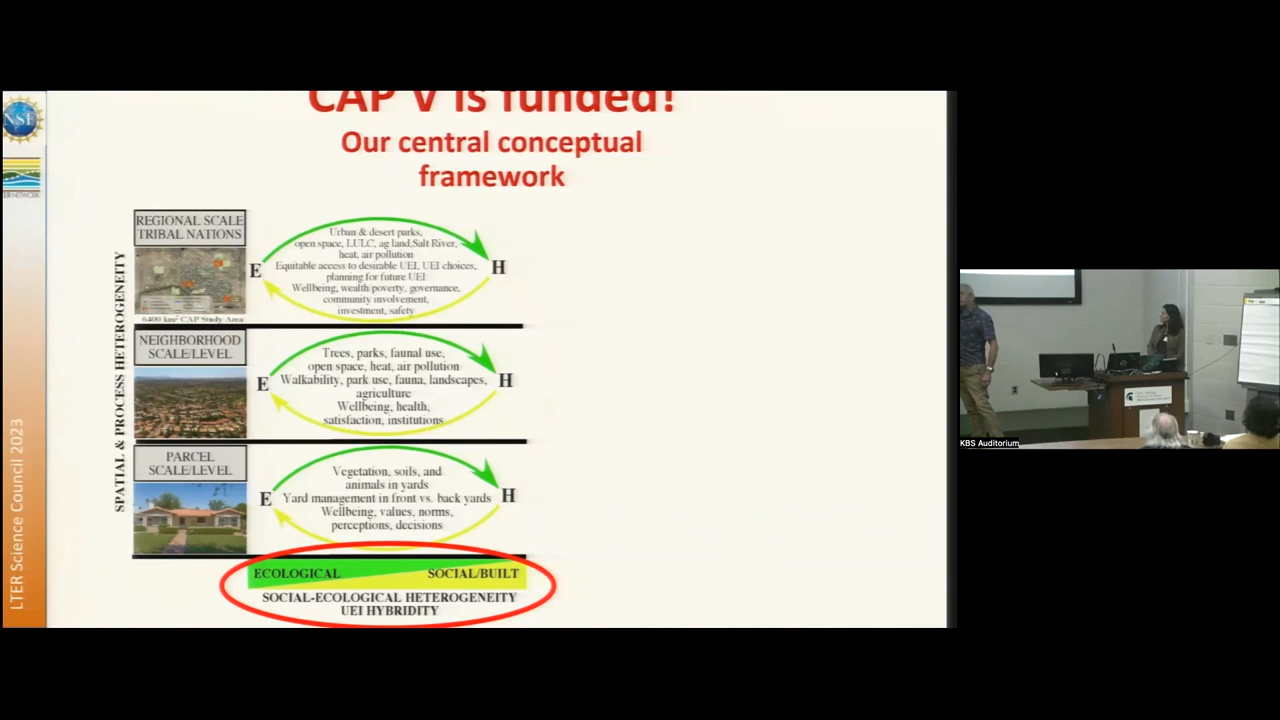 CAP V is funded!
Our central conceptual
framework
NSF
LTER Science Council 2023
SPATIAL & PROCESS HETEROGENEITY
REGIONAL SCALE
TRIBAL NATIONS
6400 km² CAP Study Area
E
Urban & desert parks,
open space, LULC, ag land,Salt River,
heat, air pollution
Equitable access to desirable UEI, UEI choices,
planning for future UEI
Wellbeing, wealth/poverty, governance,
community involvement,
investment, safety
H
NEIGHBORHOOD
SCALE/LEVEL
E
Trees, parks, faunal use,
open space, heat, air pollution
Walkability, park use, fauna, landscapes,
agriculture
Wellbeing, health,
satisfaction, institutions
H
PARCEL
SCALE/LEVEL
E
Vegetation, soils, and
animals in yards
Yard management in front vs. back yards
Wellbeing, values, norms,
perceptions, decisions
H
ECOLOGICAL
SOCIAL/BUILT
SOCIAL-ECOLOGICAL HETEROGENEITY
UEI HYBRIDITY
KBS Auditorium